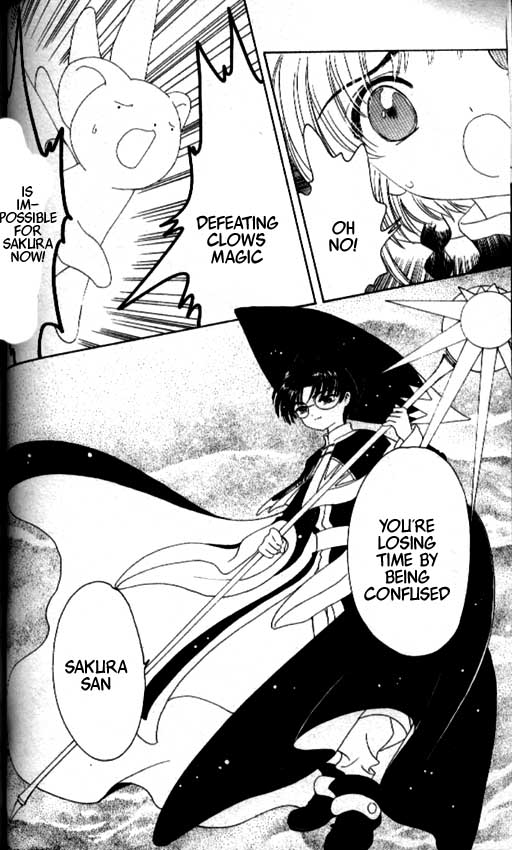 OH
NO!
DEFEATING
CLOWS
MAGIC
IS
IM-
POSSIBLE
FOR
SAKURA
NOW!
YOU'RE
LOSING
TIME BY
BEING
CONFUSED
SAKURA
SAN